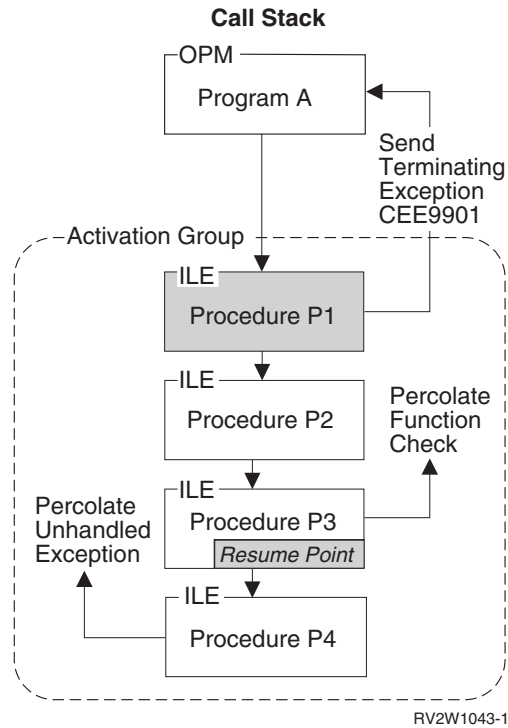 Call Stack
OPM
Program A
Send
Terminating
Exception
CEE9901
Activation Group
ILE
Procedure P1
ILE
Procedure P2
Percolate
Function
Check
ILE
Procedure P3
Resume Point
Percolate
Unhandled
Exception
ILE
Procedure P4
RV2W1043-1